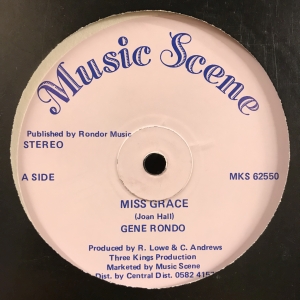 Music Scene
Published by Rondor Music
STEREO
A SIDE
MKS 62550
MISS GRACE
(Joan Hall)
GENE RONDO
Produced by R. Lowe & C. Andrews
Three Kings Production
Marketed by Music Scene
Dist. by Central Dist. 0582